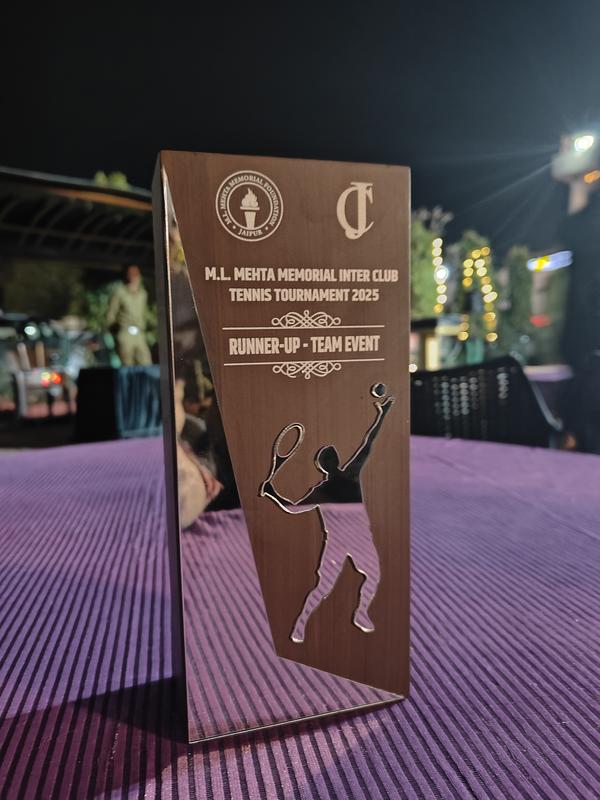 M.L. MEHTA MEMORIAL FOUNDATION
• JAIPUR •
JC
M.L. MEHTA MEMORIAL INTER CLUB
TENNIS TOURNAMENT 2025
RUNNER-UP - TEAM EVENT